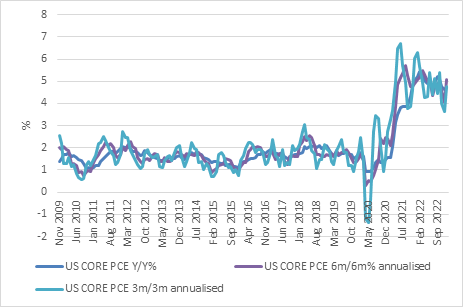 8
7
6
5
4
3
2
1
0
-1
-2
%
Nov 2009
Jun 2010
Jan 2011
Aug 2011
Mar 2012
Oct 2012
May 2013
Dec 2013
Jul 2014
Feb 2015
Sep 2015
Apr 2016
Nov 2016
Jun 2017
Jan 2018
Aug 2018
Mar 2019
Oct 2019
May 2020
Dec 2020
Jul 2021
Feb 2022
Sep 2022
US CORE PCE Y/Y%
US CORE PCE 6m/6m% annualised
US CORE PCE 3m/3m annualised